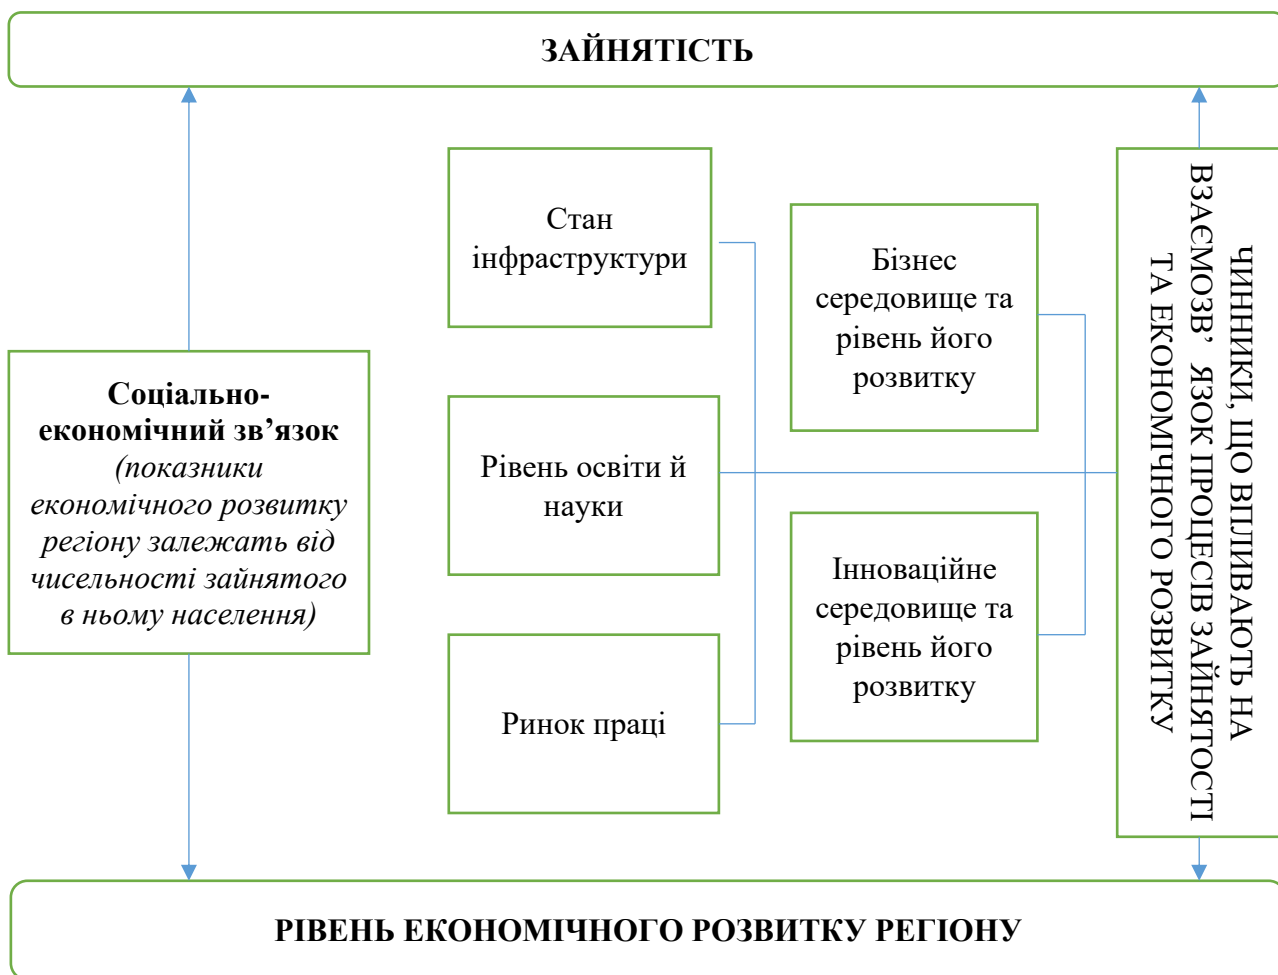 ЗАЙНЯТІСТЬ
Стан
інфраструктури
Бізнес
середовище та
рівень його
розвитку
ЧИННИКИ, ЩО ВПЛИВАЮТЬ НА
ВЗАЄМОЗВ’ ЯЗОК ПРОЦЕСІВ ЗАЙНЯТОСТІ
ТА ЕКОНОМІЧНОГО РОЗВИТКУ
Соціально-
економічний зв’язок
(показники
економічного розвитку
регіону залежать від
чисельності зайнятого
в ньому населення)
Рівень освіти й
науки
Інноваційне
середовище та
рівень його
розвитку
Ринок праці
РІВЕНЬ ЕКОНОМІЧНОГО РОЗВИТКУ РЕГІОНУ